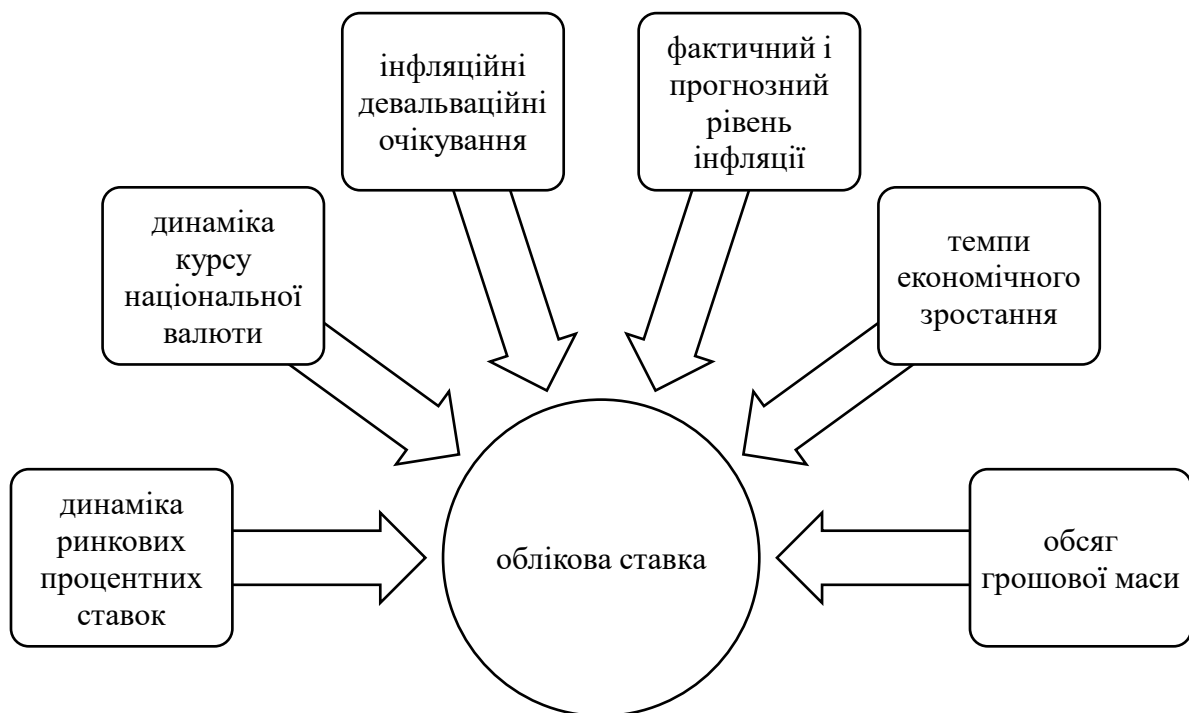 інфляційні
девальваційні
очікування
фактичний і
прогнозний
рівень
інфляції
динаміка
курсу
національної
валюти
темпи
економічного
зростання
динаміка
ринкових
процентних
ставок
облікова ставка
обсяг
грошової маси